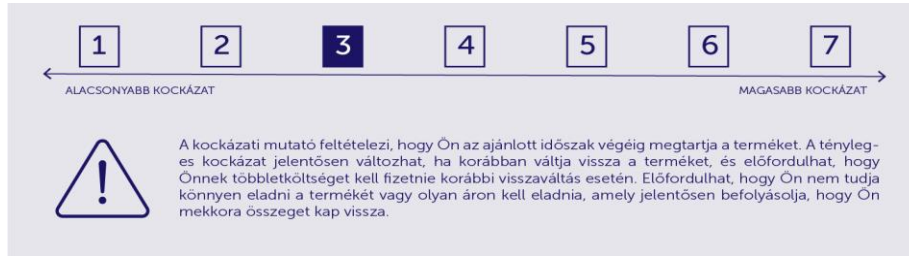 1 2 3 4 5 6 7
ALACSONYABB KOCKÁZAT MAGASABB KOCKÁZAT
A kockázati mutató feltételezi, hogy Ön az ajánlott időszak végéig megtartja a terméket. A tényleg-
es kockázat jelentősen változhat, ha korábban váltja vissza a terméket, és előfordulhat, hogy
Önnek többletköltséget kell fizetnie korábbi visszaváltás esetén. Előfordulhat, hogy Ön nem tudja
könnyen eladni a termékét vagy olyan áron kell eladnia, amely jelentősen befolyásolja, hogy Ön
mekkora összeget kap vissza.